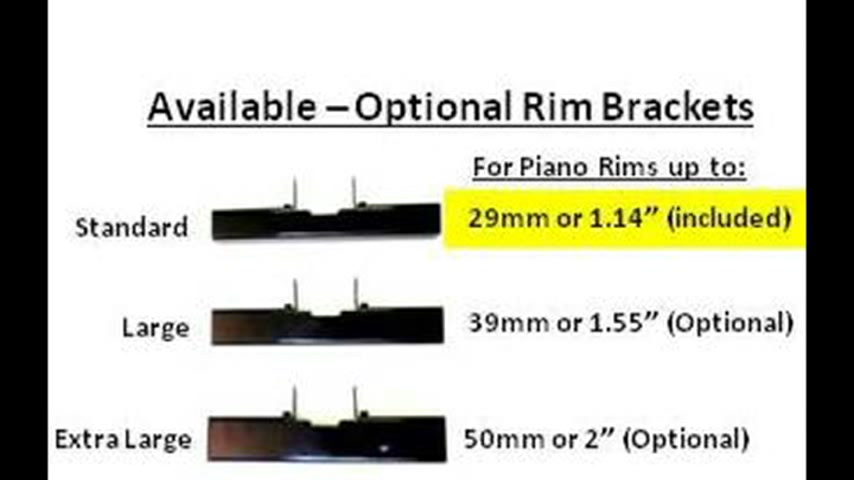 Available – Optional Rim Brackets
For Piano Rims up to:
Standard 29mm or 1.14” (included)
Large 39mm or 1.55” (Optional)
Extra Large 50mm or 2” (Optional)